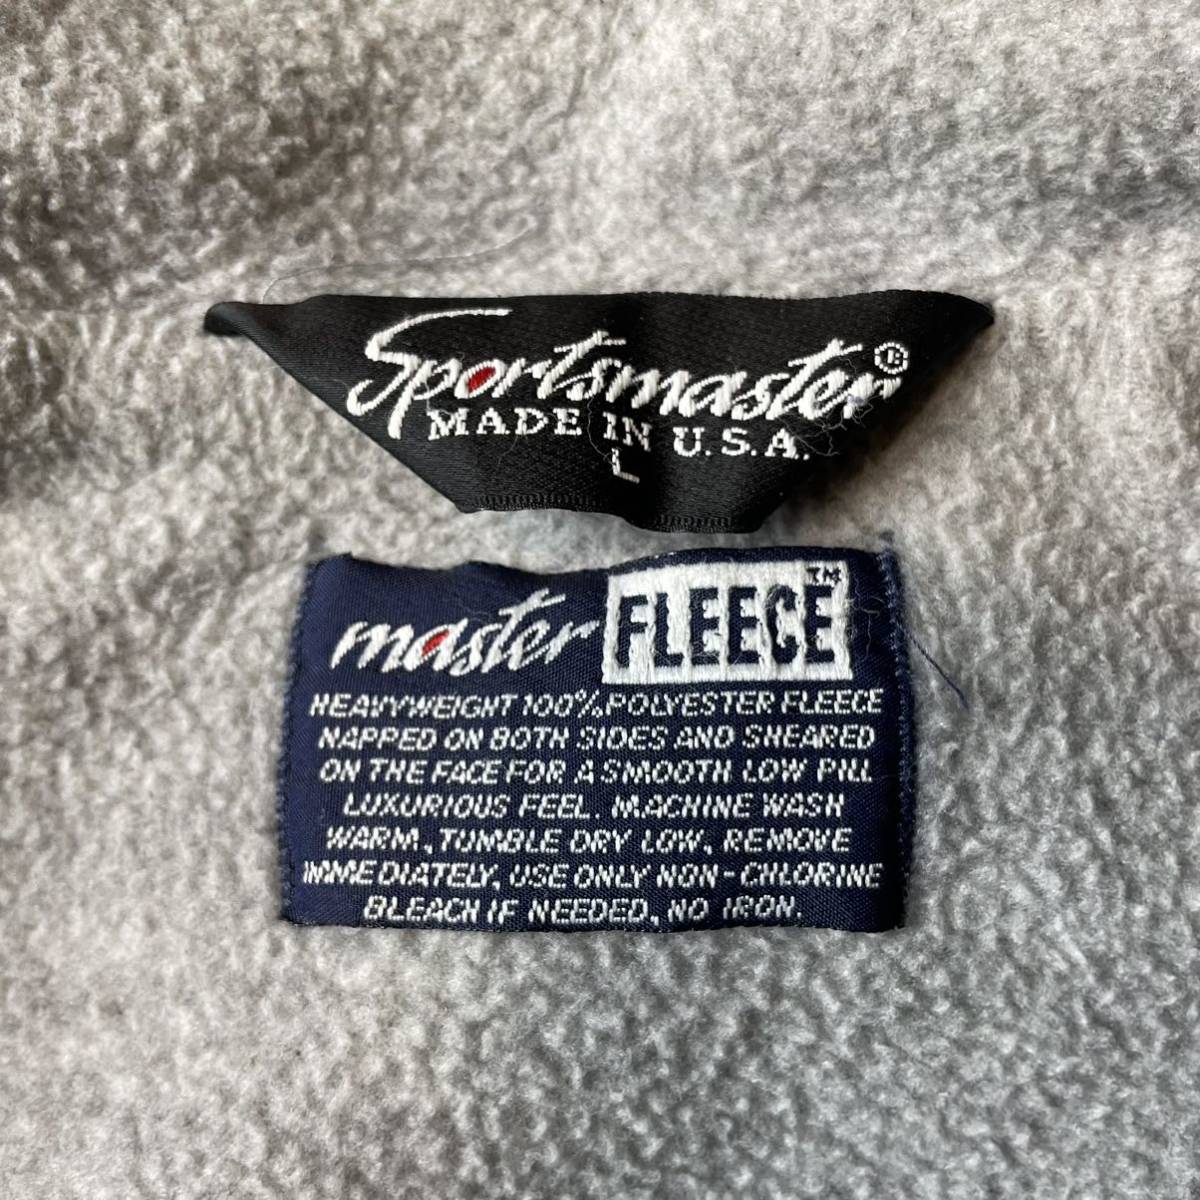 Sportsmaster®
MADE IN U.S.A.
L
master FLEECE™
HEAVYWEIGHT 100% POLYESTER FLEECE
NAPPED ON BOTH SIDES AND SHEARED
ON THE FACE FOR A SMOOTH LOW PILL
LUXURIOUS FEEL. MACHINE WASH
WARM, TUMBLE DRY LOW, REMOVE
IMMEDIATELY, USE ONLY NON-CHLORINE
BLEACH IF NEEDED, NO IRON.